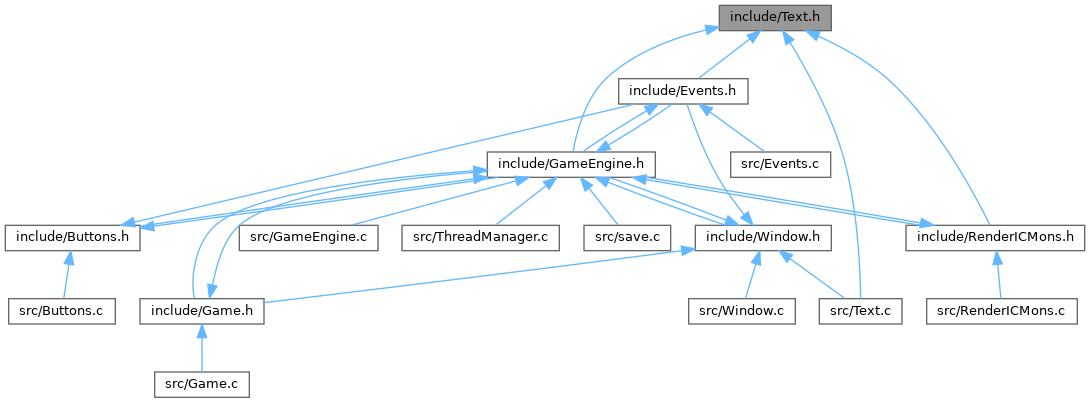 include/Text.h
include/Events.h
include/GameEngine.h
src/Events.c
include/Buttons.h
src/GameEngine.c
src/ThreadManager.c
src/save.c
include/Window.h
include/RenderICMons.h
src/Buttons.c
include/Game.h
src/Window.c
src/Text.c
src/RenderICMons.c
src/Game.c